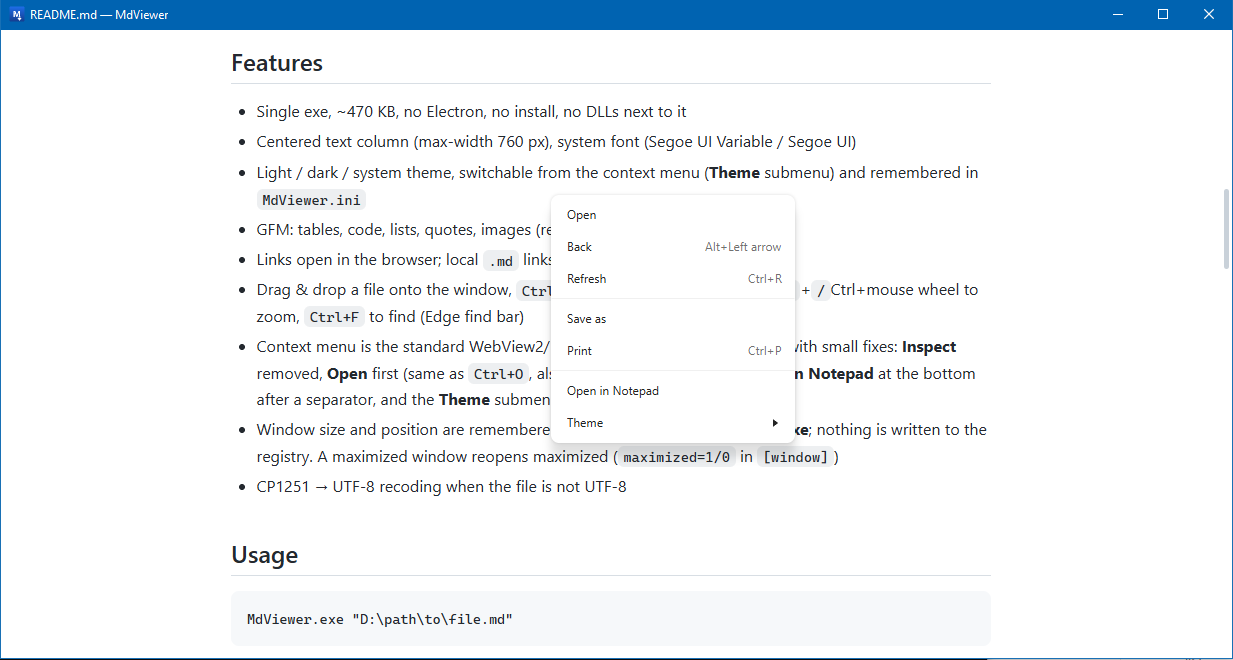 README.md — MdViewer
Features
Single exe, ~470 KB, no Electron, no install, no DLLs next to it
Centered text column (max-width 760 px), system font (Segoe UI Variable / Segoe UI)
Light / dark / system theme, switchable from the context menu (Theme submenu) and remembered in
MdViewer.ini
GFM: tables, code, lists, quotes, images
Links open in the browser; local .md links
Drag & drop a file onto the window, + / Ctrl+mouse wheel to
zoom, Ctrl+F to find (Edge find bar)
Context menu is the standard WebView2/ with small fixes: Inspect
removed, Open first (same as Ctrl+O, Notepad at the bottom
after a separator, and the Theme
Window size and position are ; nothing is written to the
registry. A maximized window reopens maximized (maximized=1/0 in [window])
CP1251 → UTF-8 recoding when the file is not UTF-8
Open
Back Alt+Left arrow
Refresh Ctrl+R
Save as
Print Ctrl+P
Open in Notepad
Theme
Usage
MdViewer.exe "D:\path\to\file.md"